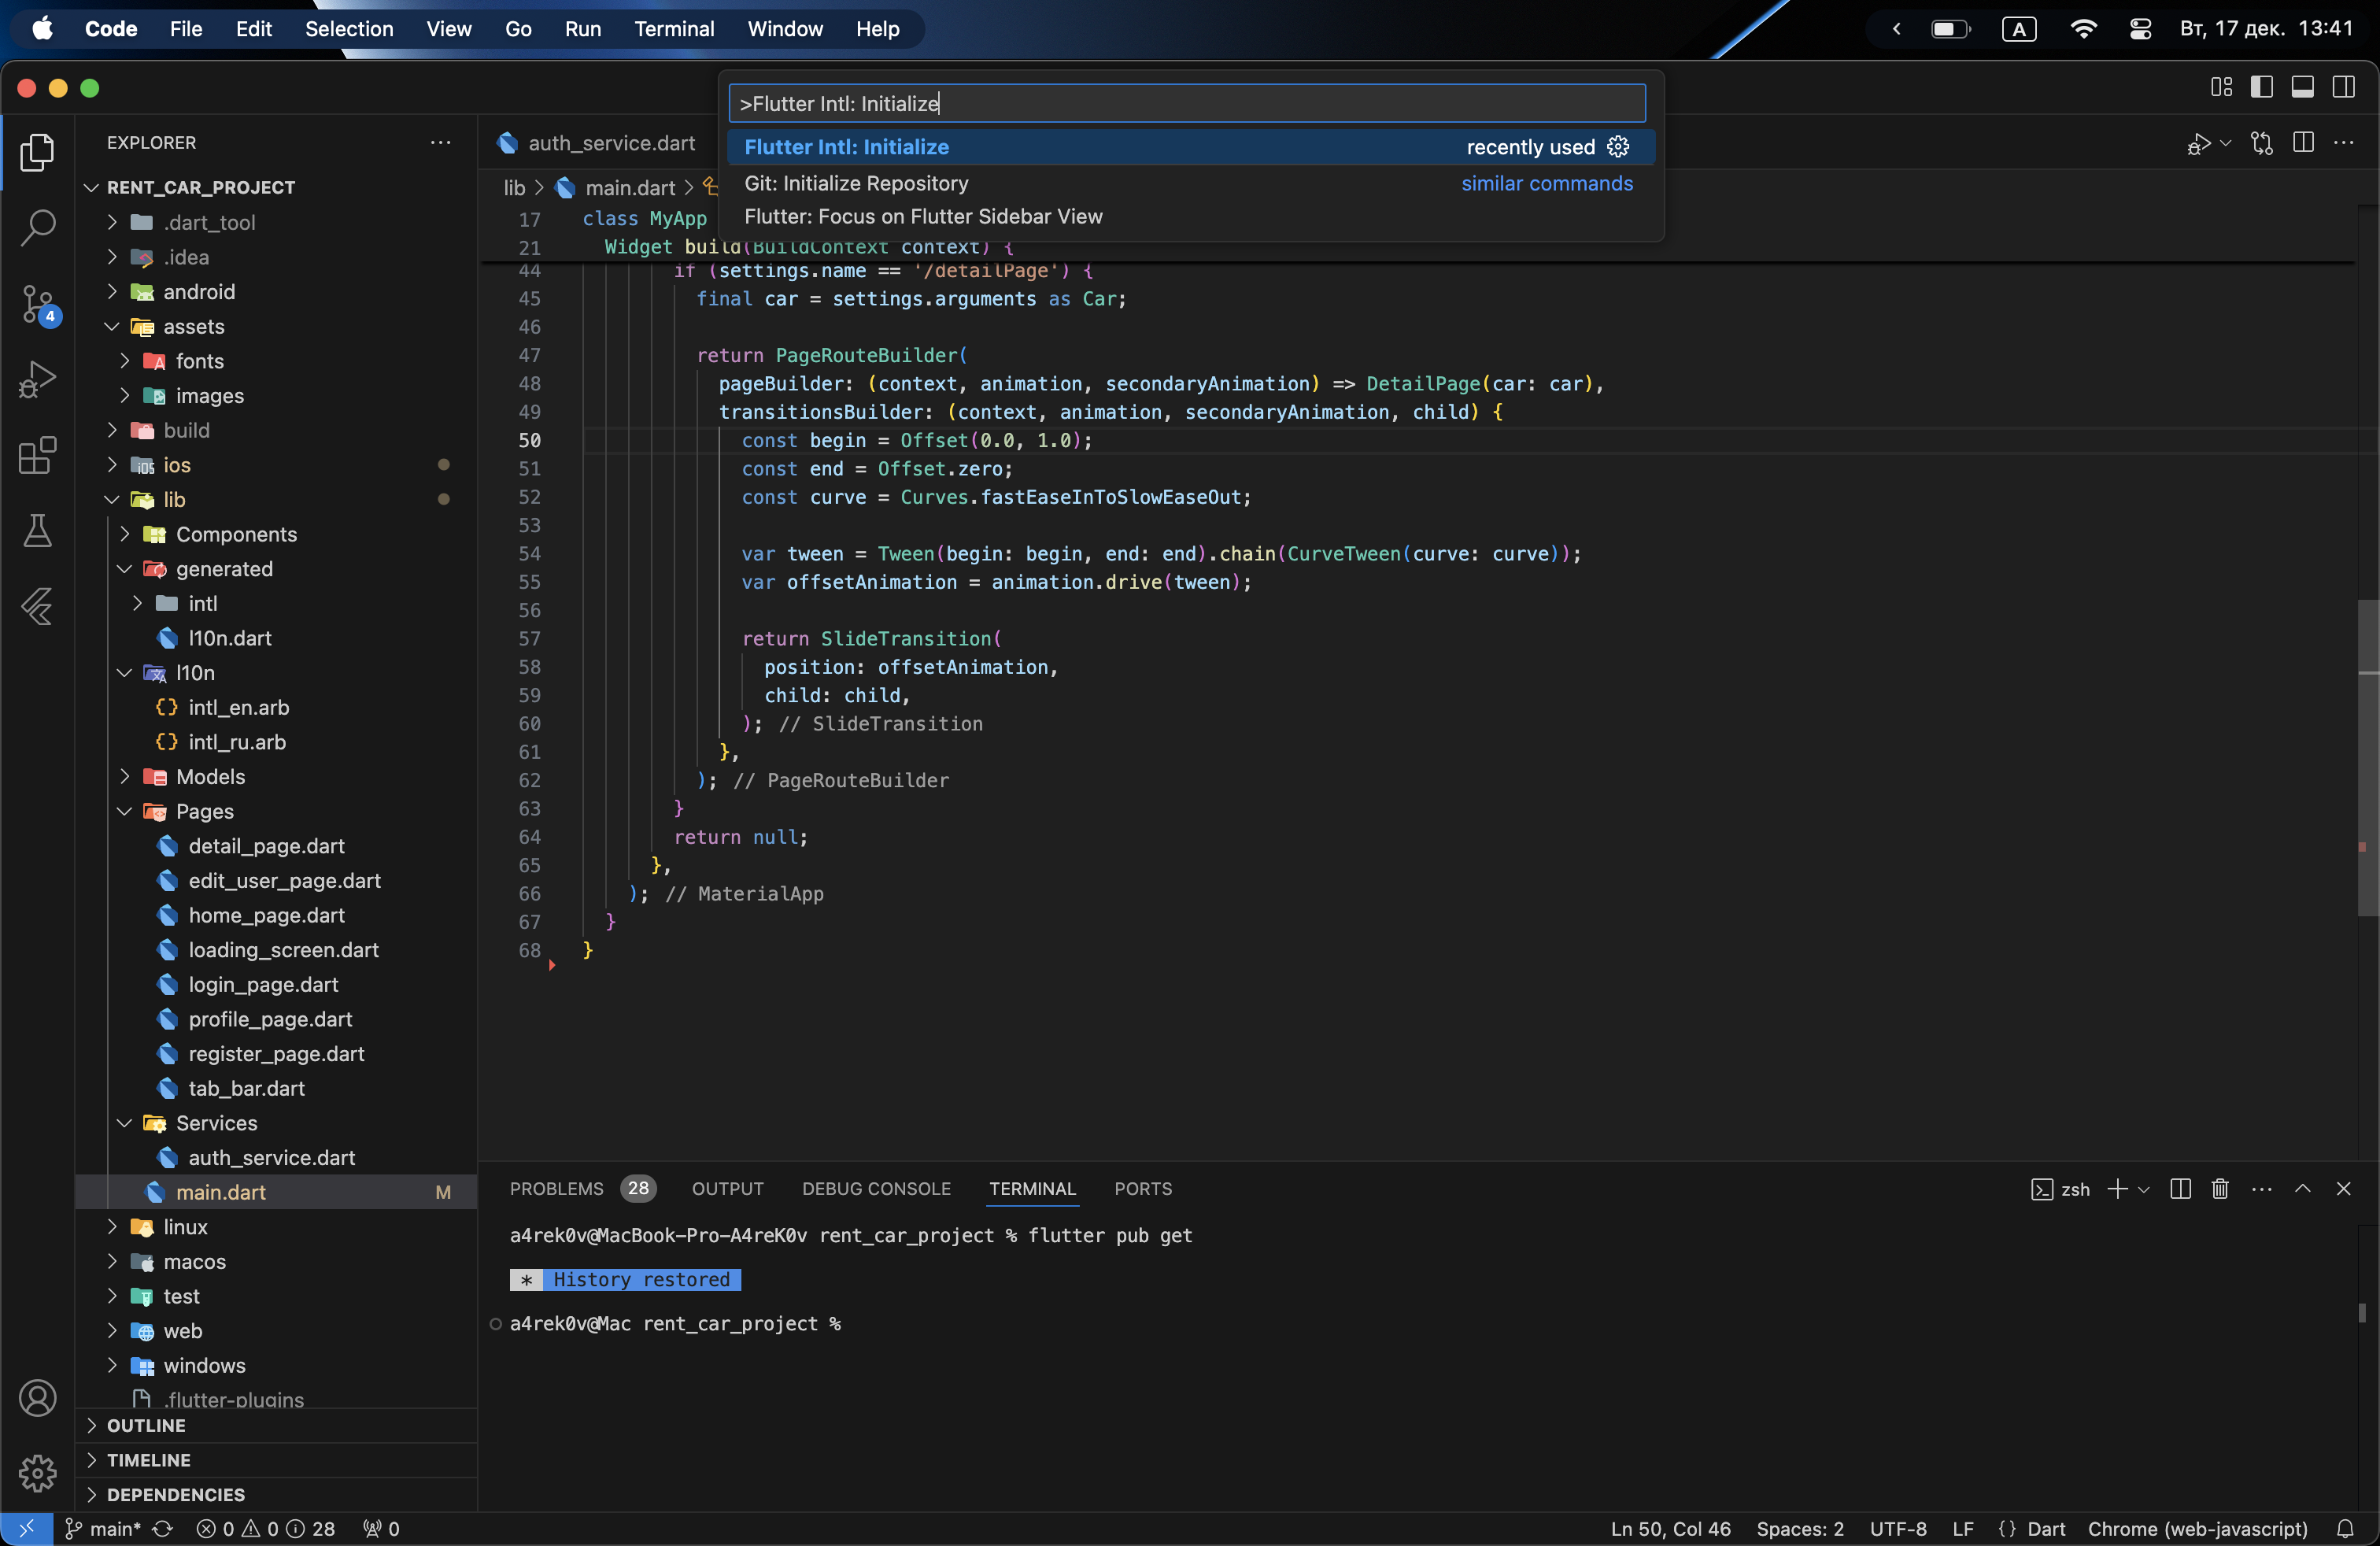 Code File Edit Selection View Go Run Terminal Window Help
A Вт, 17 дек. 13:41
>Flutter Intl: Initialize
Flutter Intl: Initialize recently used
Git: Initialize Repository similar commands
Flutter: Focus on Flutter Sidebar View
EXPLORER
RENT_CAR_PROJECT
.dart_tool
.idea
android
assets
fonts
images
build
ios
lib
Components
generated
intl
l10n.dart
l10n
intl_en.arb
intl_ru.arb
Models
Pages
detail_page.dart
edit_user_page.dart
home_page.dart
loading_screen.dart
login_page.dart
profile_page.dart
register_page.dart
tab_bar.dart
Services
auth_service.dart
main.dart M
linux
macos
test
web
windows
.flutter-plugins
OUTLINE
TIMELINE
DEPENDENCIES
4
auth_service.dart
lib > main.dart >
17 class MyApp
21 Widget build(BuildContext context) {
44 if (settings.name == '/detailPage') {
45 final car = settings.arguments as Car;
46
47 return PageRouteBuilder(
48 pageBuilder: (context, animation, secondaryAnimation) => DetailPage(car: car),
49 transitionsBuilder: (context, animation, secondaryAnimation, child) {
50 const begin = Offset(0.0, 1.0);
51 const end = Offset.zero;
52 const curve = Curves.fastEaseInToSlowEaseOut;
53
54 var tween = Tween(begin: begin, end: end).chain(CurveTween(curve: curve));
55 var offsetAnimation = animation.drive(tween);
56
57 return SlideTransition(
58 position: offsetAnimation,
59 child: child,
60 ); // SlideTransition
61 },
62 ); // PageRouteBuilder
63 }
64 return null;
65 },
66 ); // MaterialApp
67 }
68 }
PROBLEMS 28 OUTPUT DEBUG CONSOLE TERMINAL PORTS zsh
a4rek0v@MacBook-Pro-A4reK0v rent_car_project % flutter pub get
* History restored
a4rek0v@Mac rent_car_project %
main* 0 0 28 0 Ln 50, Col 46 Spaces: 2 UTF-8 LF {} Dart Chrome (web-javascript)